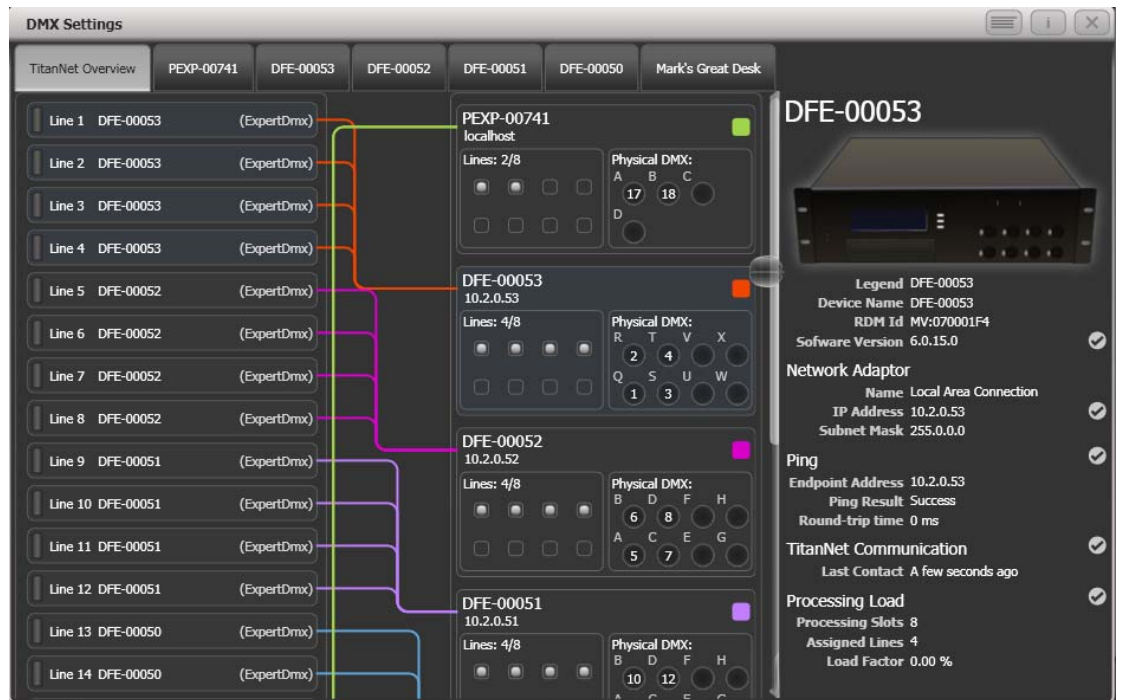 DMX Settings
i
TitanNet Overview PEXP-00741 DFE-00053 DFE-00052 DFE-00051 DFE-00050 Mark's Great Desk
Line 1 DFE-00053 (ExpertDmx)
Line 2 DFE-00053 (ExpertDmx)
Line 3 DFE-00053 (ExpertDmx)
Line 4 DFE-00053 (ExpertDmx)
Line 5 DFE-00052 (ExpertDmx)
Line 6 DFE-00052 (ExpertDmx)
Line 7 DFE-00052 (ExpertDmx)
Line 8 DFE-00052 (ExpertDmx)
Line 9 DFE-00051 (ExpertDmx)
Line 10 DFE-00051 (ExpertDmx)
Line 11 DFE-00051 (ExpertDmx)
Line 12 DFE-00051 (ExpertDmx)
Line 13 DFE-00050 (ExpertDmx)
Line 14 DFE-00050 (ExpertDmx)
PEXP-00741
localhost
Lines: 2/8 Physical DMX:
A B C
17 18
D
DFE-00053
10.2.0.53
Lines: 4/8 Physical DMX:
R T V X
2 4
Q S U W
1 3
DFE-00052
10.2.0.52
Lines: 4/8 Physical DMX:
B D F H
6 8
A C E G
5 7
DFE-00051
10.2.0.51
Lines: 4/8 Physical DMX:
B D F H
10 12
A C E G
DFE-00053
Legend DFE-00053
Device Name DFE-00053
RDM Id MV:070001F4
Sofware Version 6.0.15.0
Network Adaptor
Name Local Area Connection
IP Address 10.2.0.53
Subnet Mask 255.0.0.0
Ping
Endpoint Address 10.2.0.53
Ping Result Success
Round-trip time 0 ms
TitanNet Communication
Last Contact A few seconds ago
Processing Load
Processing Slots 8
Assigned Lines 4
Load Factor 0.00 %